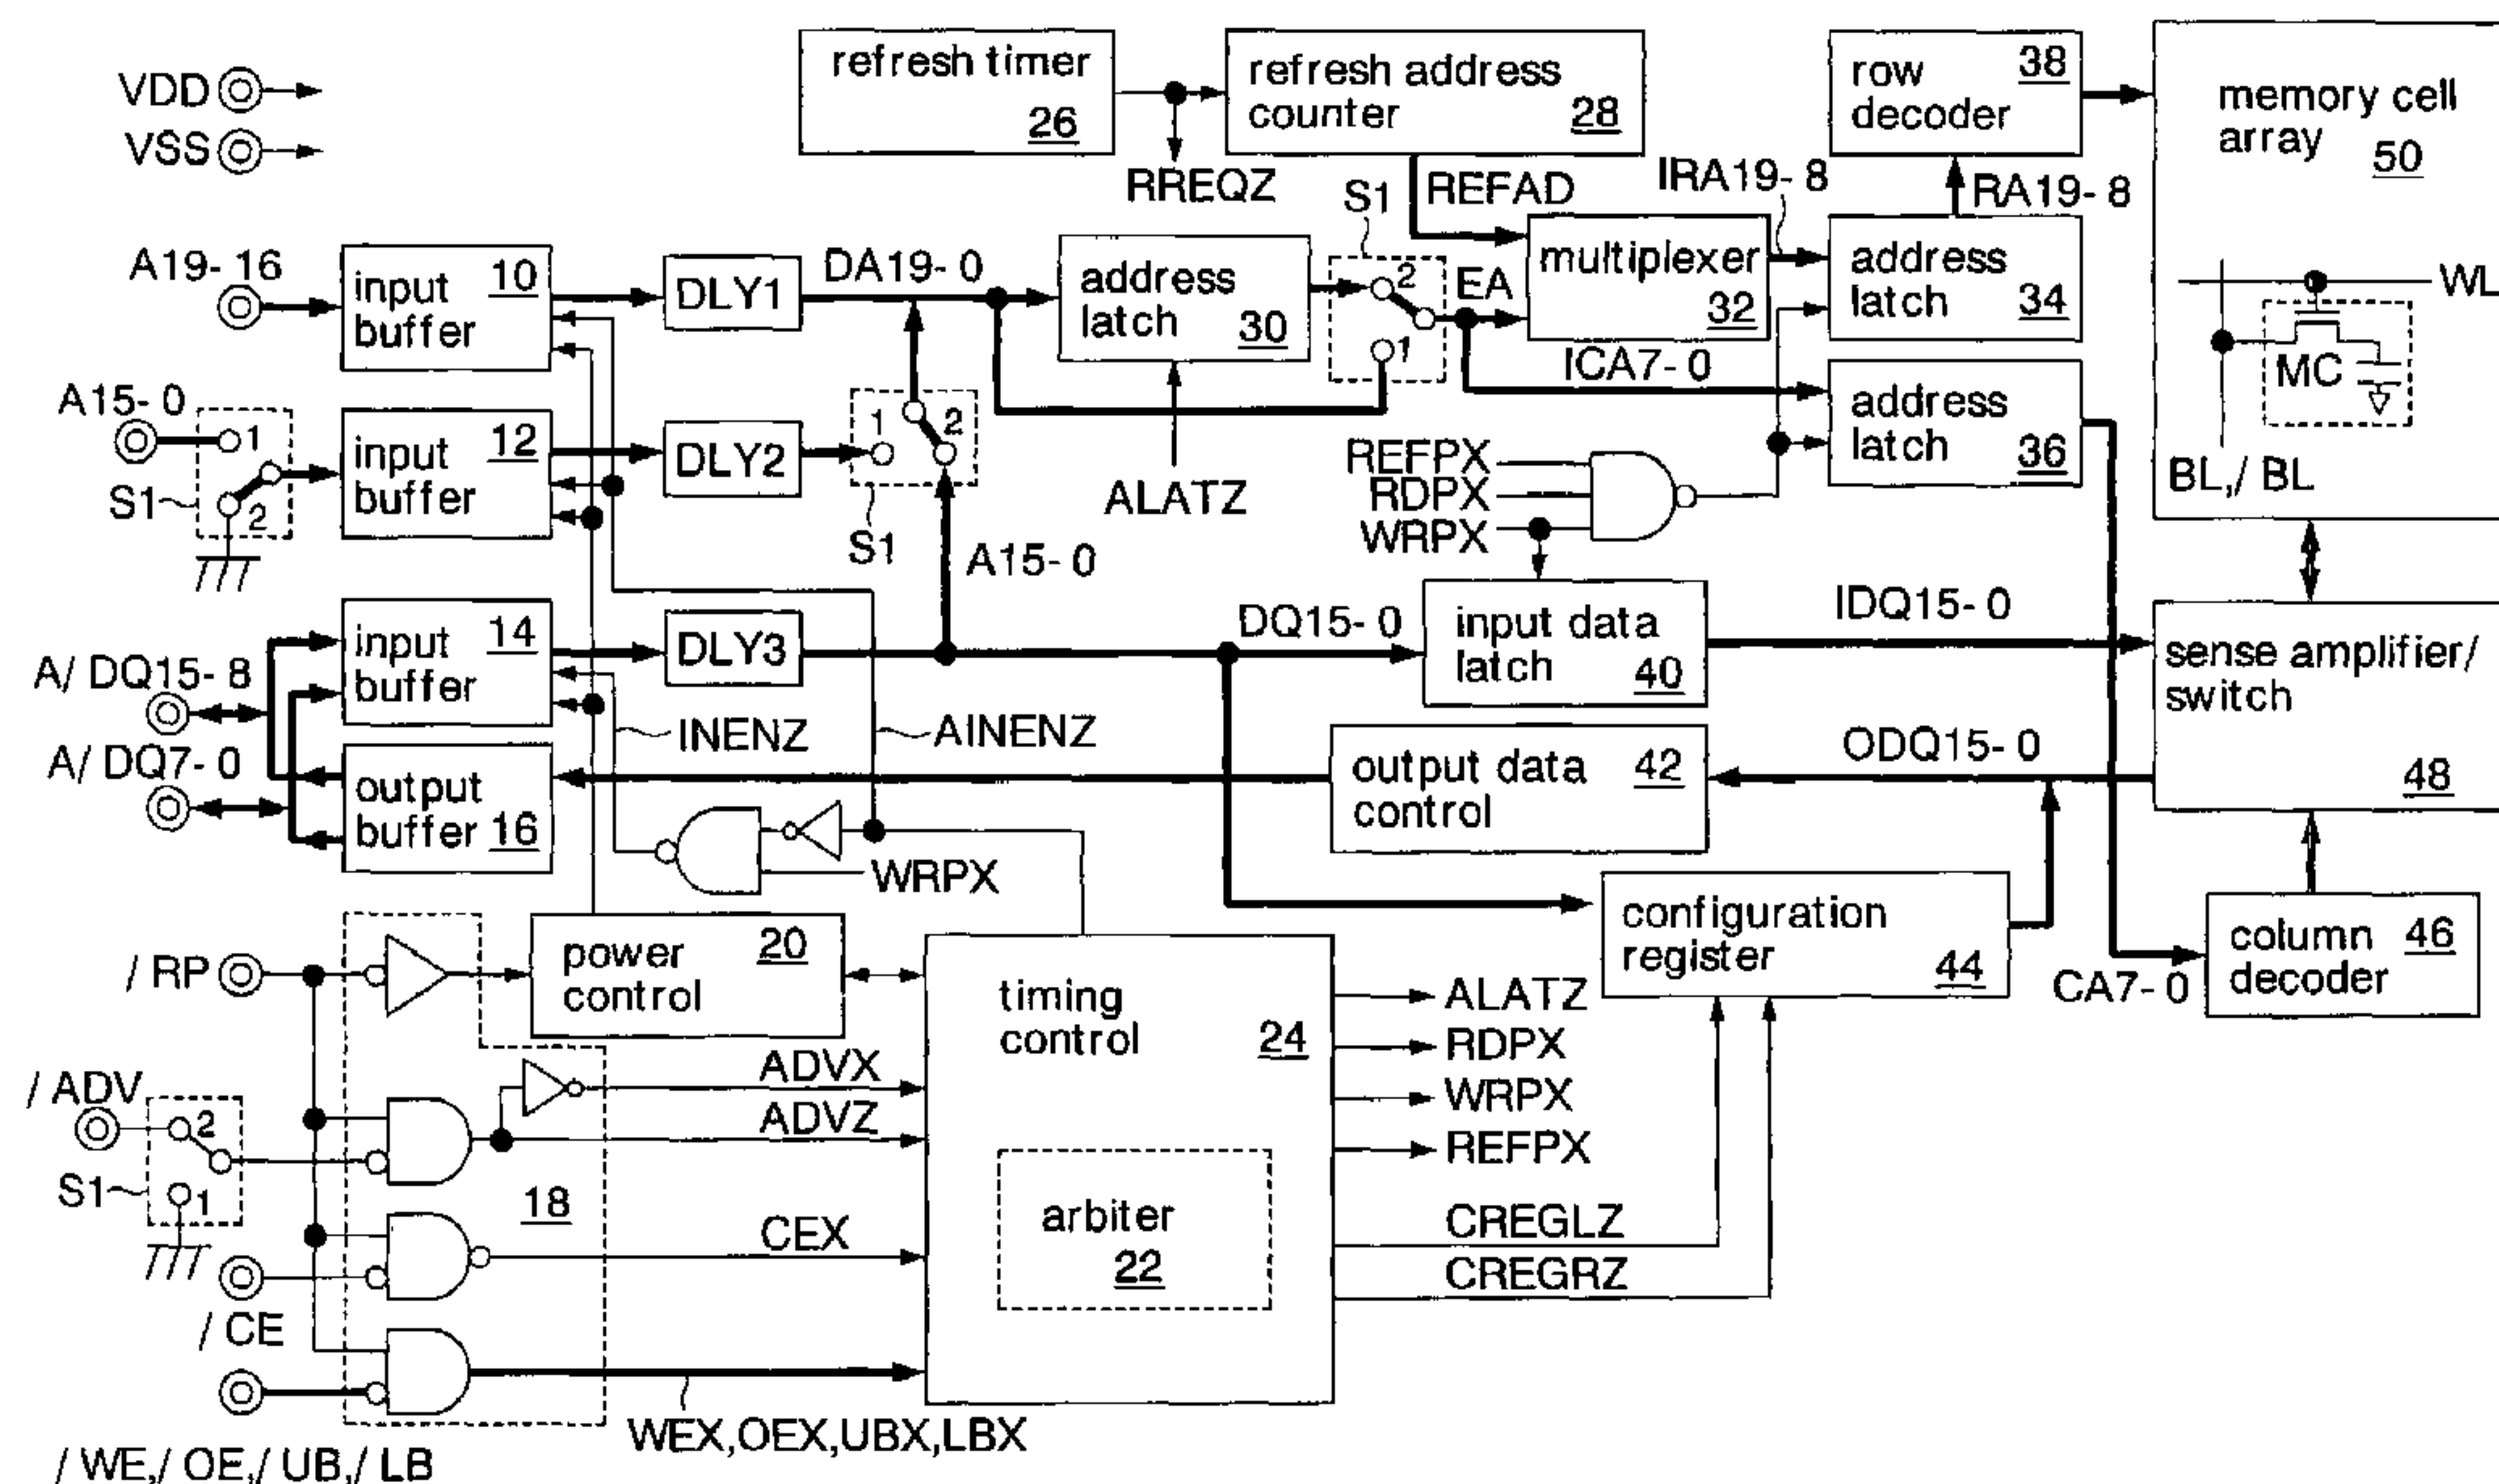 VDD
VSS
refresh timer
26
refresh address
counter
28
row
decoder
38
memory cell
array
50
RREQZ
REFAD
IRA19-8
RA19-8
S1
A19-16
input
buffer
10
DLY1
DA19-0
address
latch
30
2
1
EA
multiplexer
32
address
latch
34
WL
MC
BL,/BL
ICA7-0
address
latch
36
A15-0
1
2
S1
input
buffer
12
DLY2
1
2
S1
ALATZ
REFPX
RDPX
WRPX
A15-0
A/DQ15-8
A/DQ7-0
input
buffer
14
DLY3
DQ15-0
input data
latch
40
IDQ15-0
sense amplifier/
switch
48
INENZ
AINENZ
output
buffer
16
output data
control
42
ODQ15-0
WRPX
configuration
register
44
column
decoder
46
CA7-0
/RP
power
control
20
timing
control
24
ALATZ
RDPX
WRPX
REFPX
CREGLZ
CREGRZ
/ADV
2
1
S1
ADVX
ADVZ
18
CEX
arbiter
22
/CE
WEX,OEX,UBX,LBX
/WE,/OE,/UB,/LB